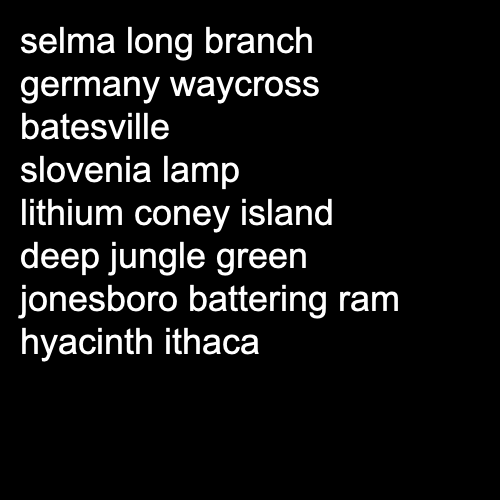 selma long branch
germany waycross
batesville
slovenia lamp
lithium coney island
deep jungle green
jonesboro battering ram
hyacinth ithaca